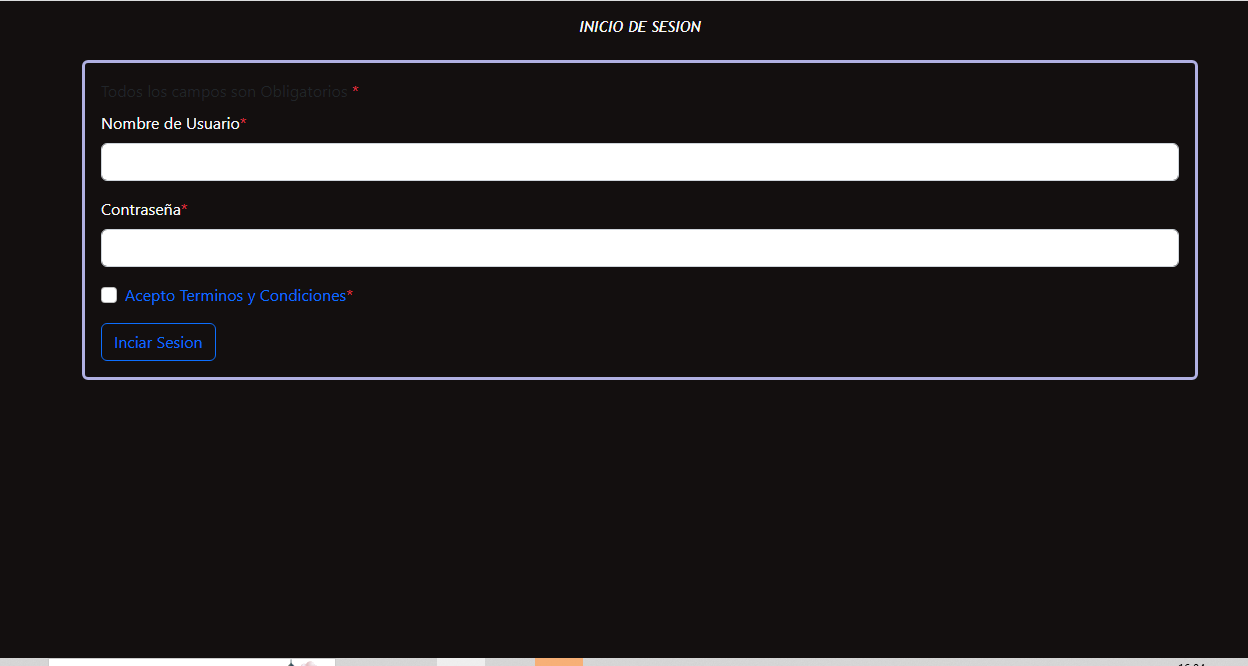 INICIO DE SESION
Todos los campos son Obligatorios *
Nombre de Usuario*
Contraseña*
Acepto Terminos y Condiciones*
Inciar Sesion